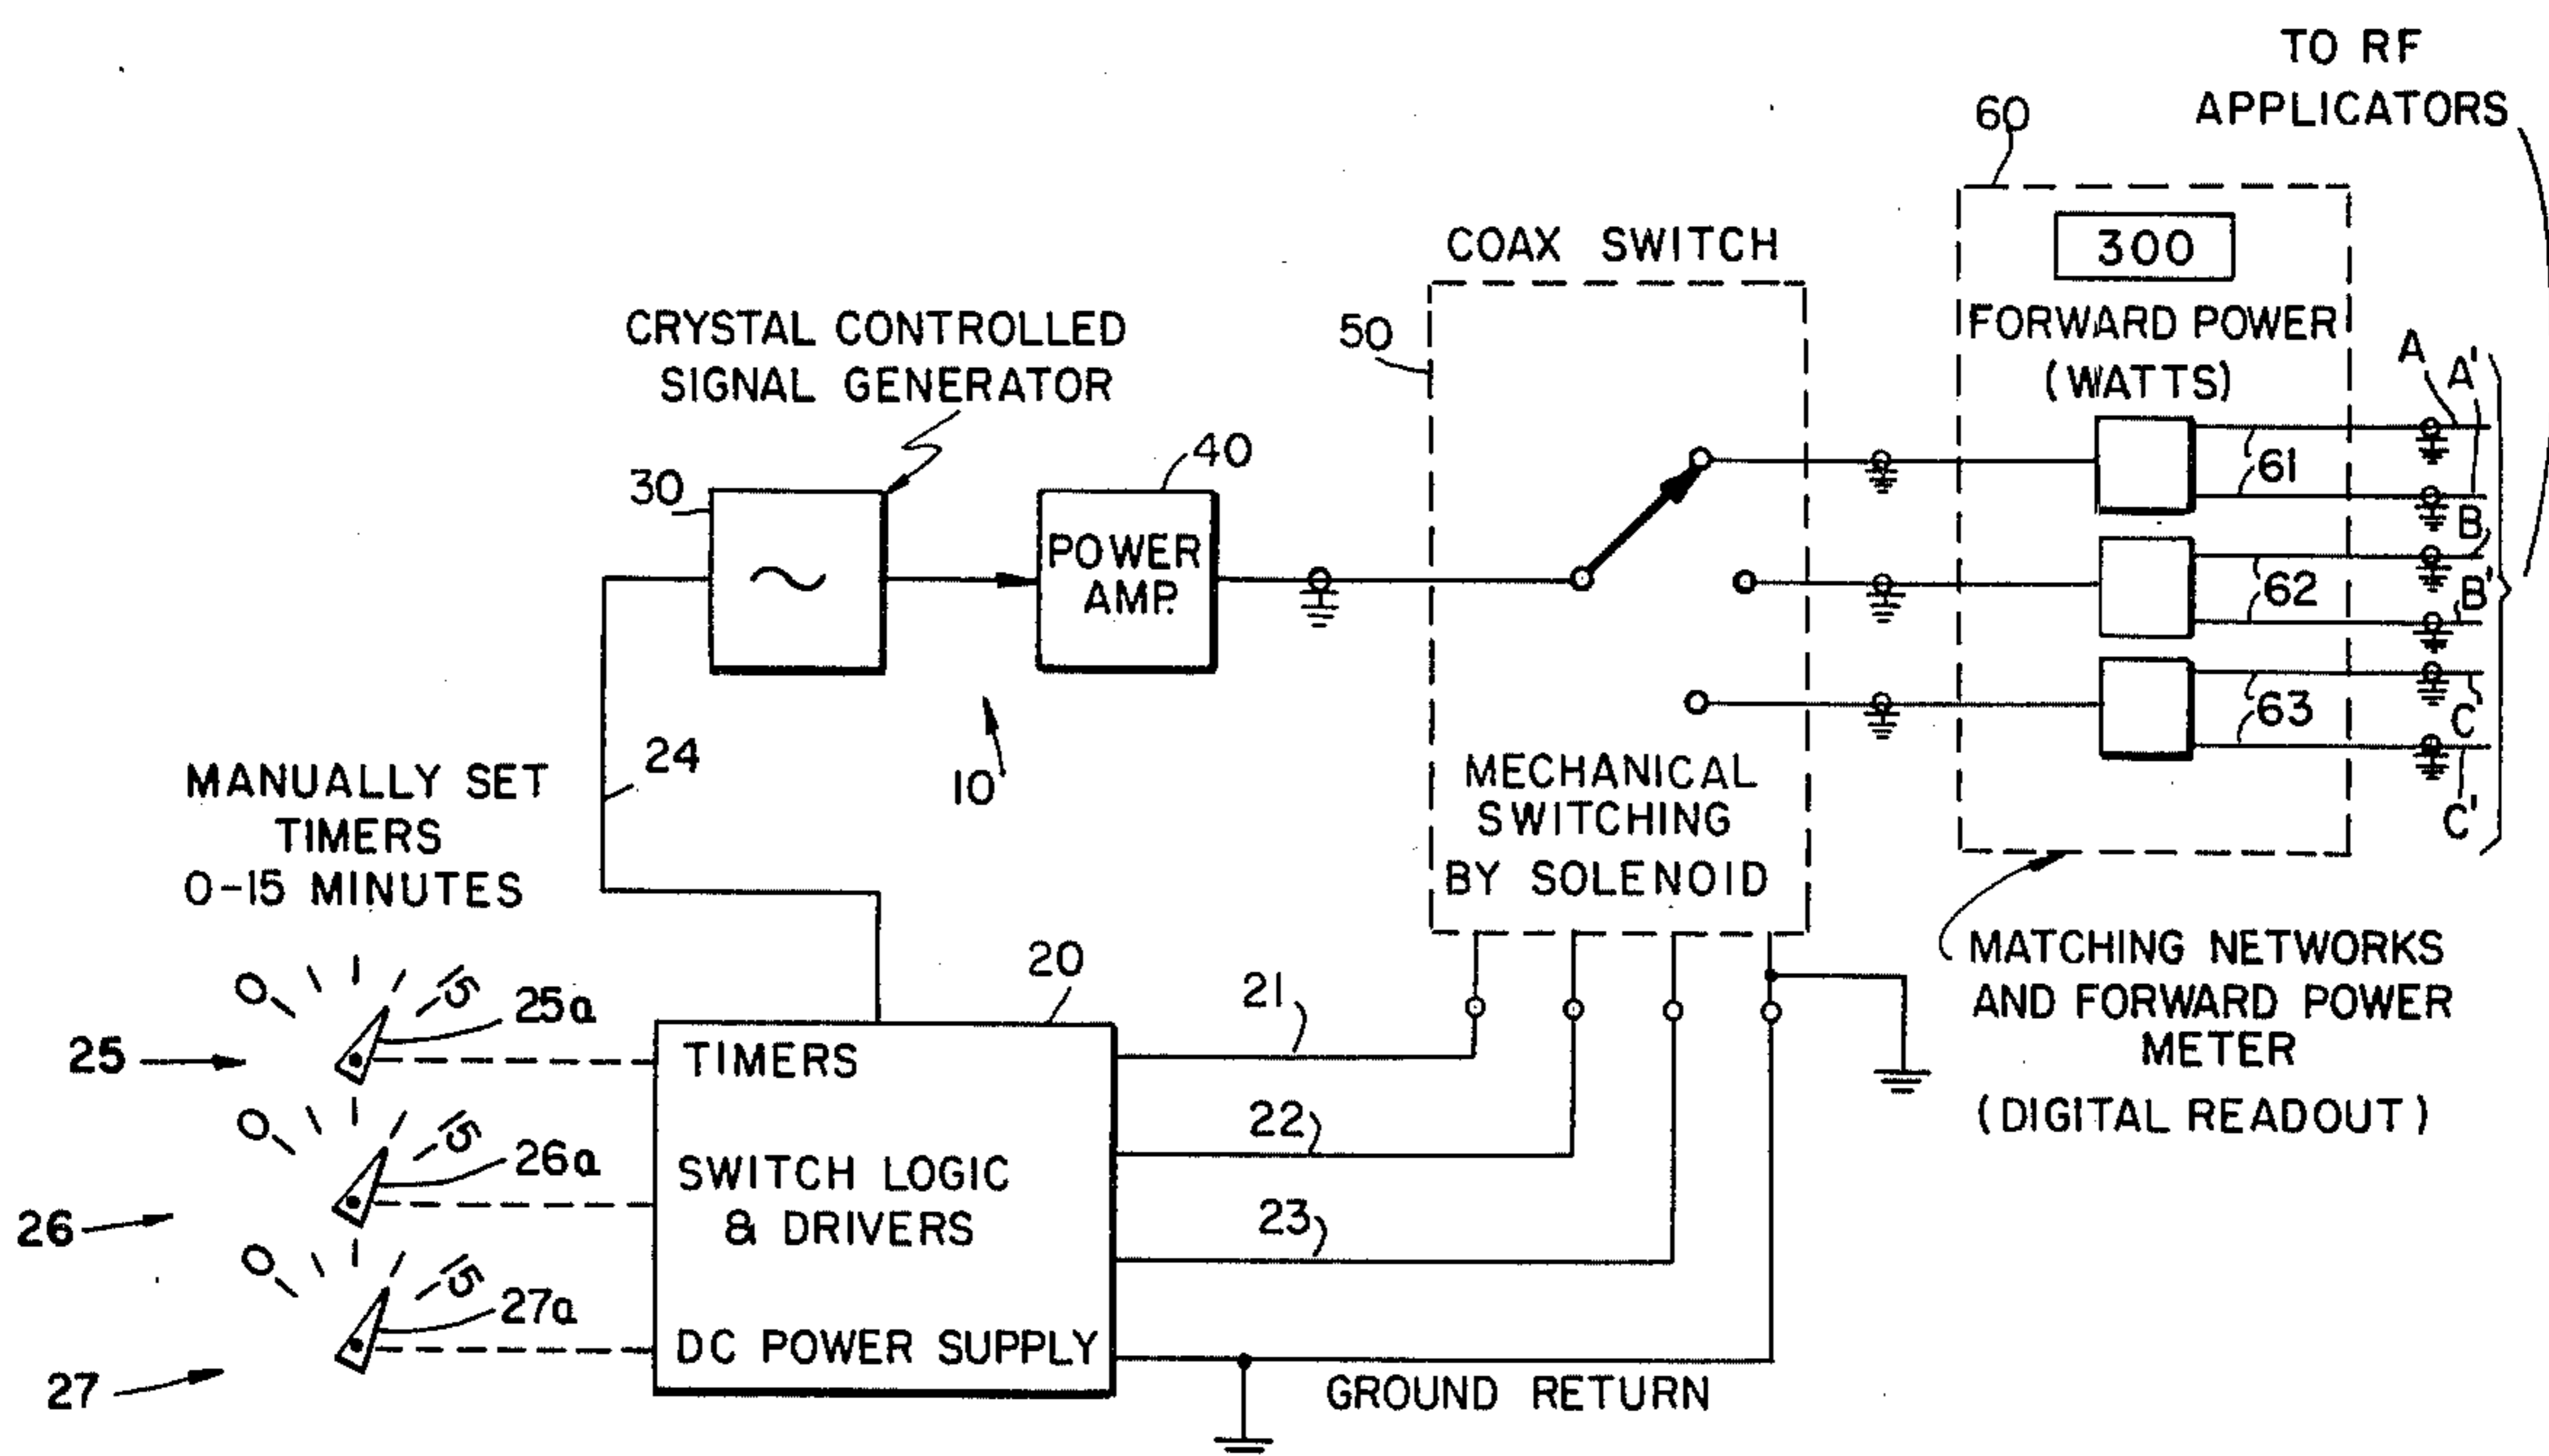 TO RF
APPLICATORS
60
300
FORWARD POWER
(WATTS)
COAX SWITCH
50
CRYSTAL CONTROLLED
SIGNAL GENERATOR
30
40
POWER
AMP.
10
24
A
A'
61
B
62
B'
63
C
C'
MECHANICAL
SWITCHING
BY SOLENOID
MANUALLY SET
TIMERS
0-15 MINUTES
MATCHING NETWORKS
AND FORWARD POWER
METER
(DIGITAL READOUT)
0
15
25
25a
0
15
26
26a
0
15
27
27a
20
TIMERS
SWITCH LOGIC
& DRIVERS
DC POWER SUPPLY
21
22
23
GROUND RETURN